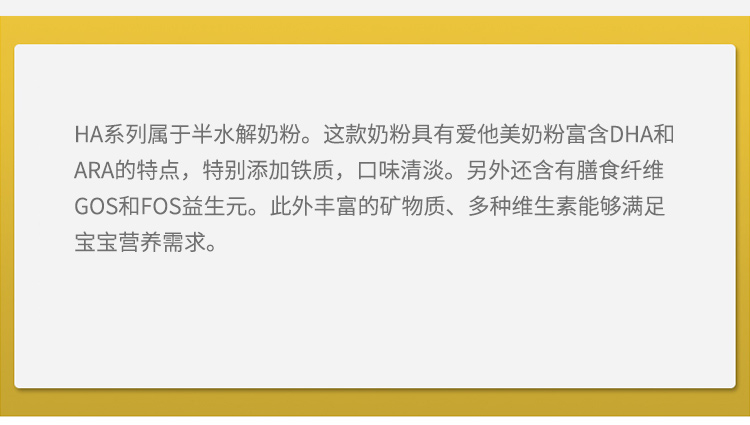 HA系列属于半水解奶粉。这款奶粉具有爱他美奶粉富含DHA和
ARA的特点，特别添加铁质，口味清淡。另外还含有膳食纤维
GOS和FOS益生元。此外丰富的矿物质、多种维生素能够满足
宝宝营养需求。